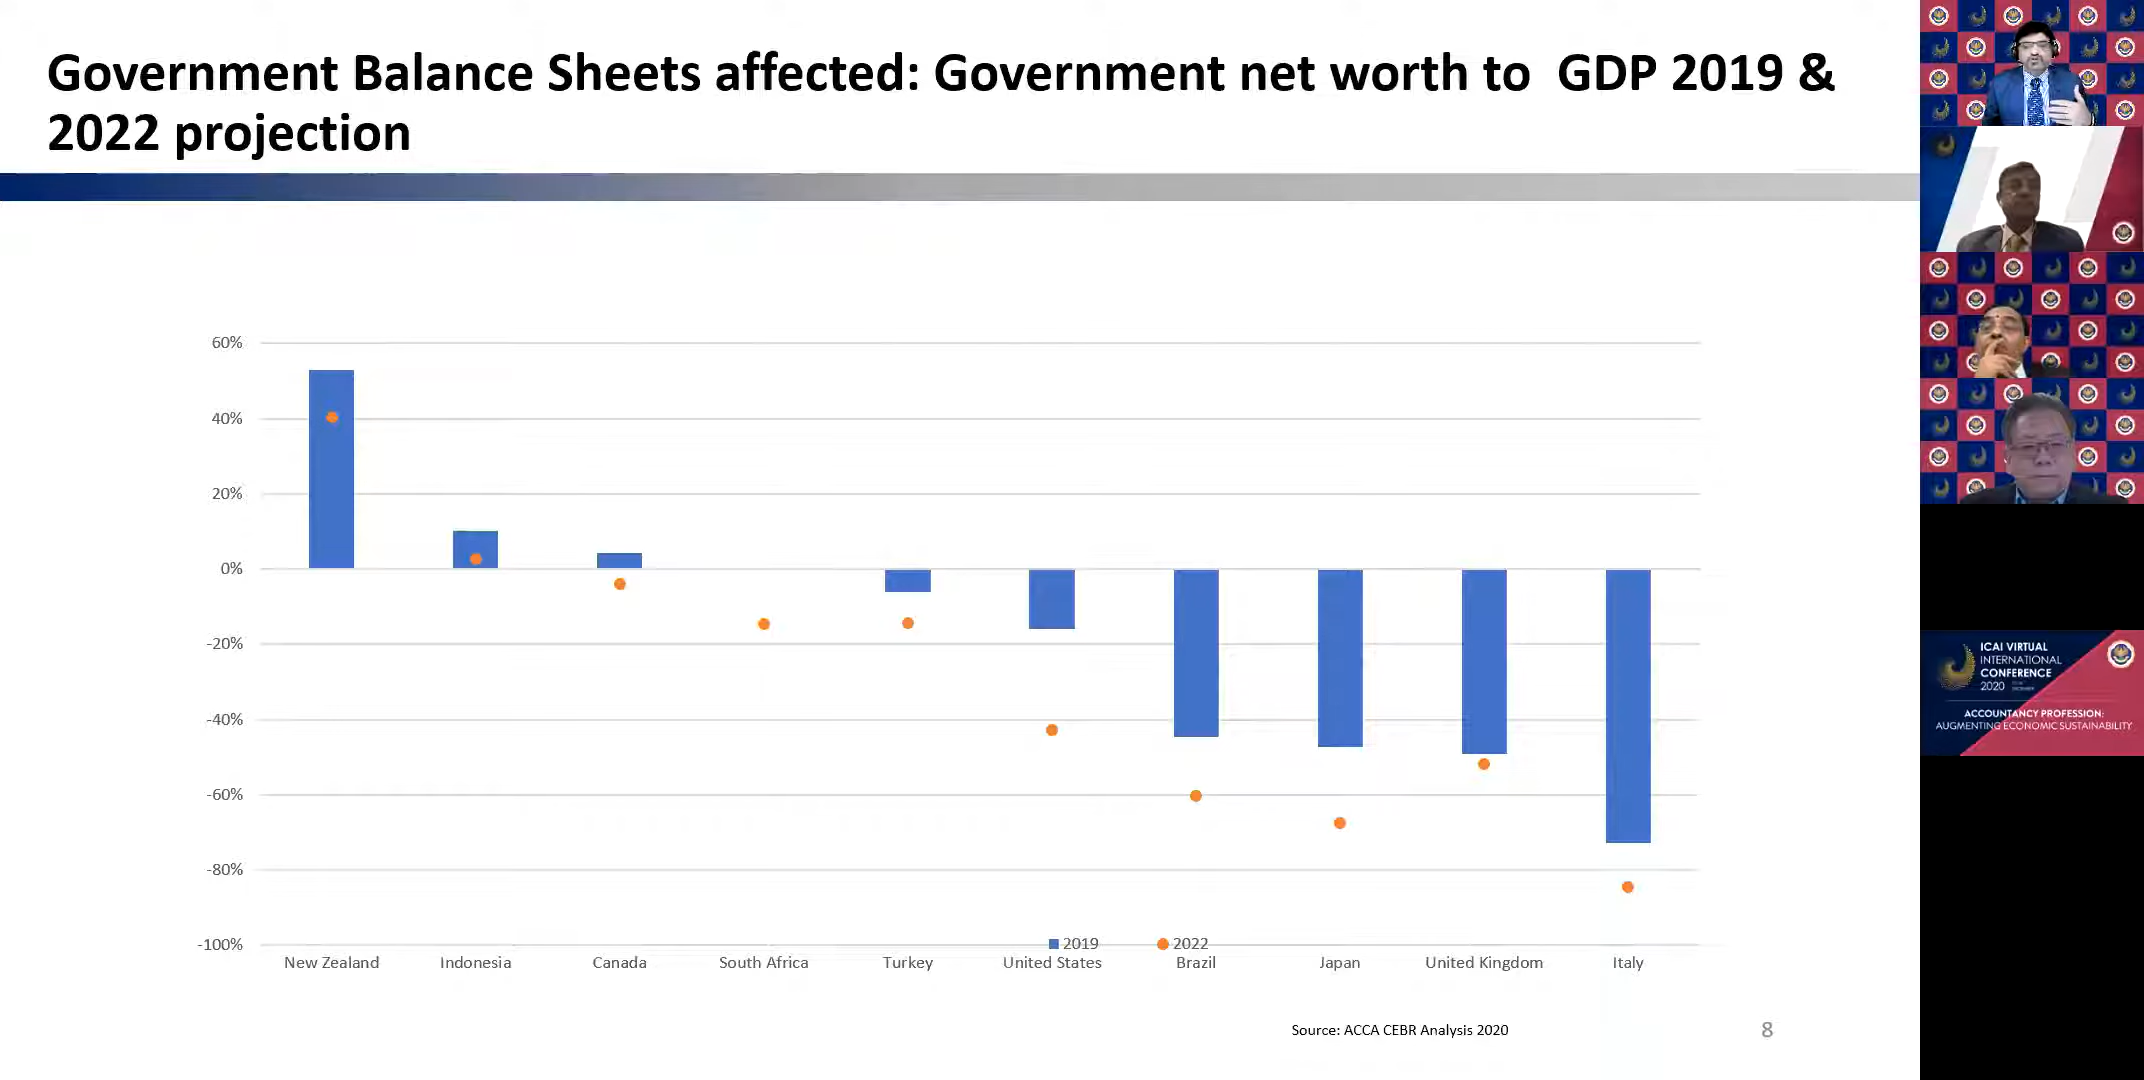 Government Balance Sheets affected: Government net worth to GDP 2019 &
2022 projection
60%
40%
20%
0%
-20%
-40%
-60%
-80%
-100%
2019 2022
New Zealand Indonesia Canada South Africa Turkey United States Brazil Japan United Kingdom Italy
Source: ACCA CEBR Analysis 2020
8
ICAI VIRTUAL
INTERNATIONAL
CONFERENCE
2020
ACCOUNTANCY PROFESSION:
AUGMENTING ECONOMIC SUSTAINABILITY